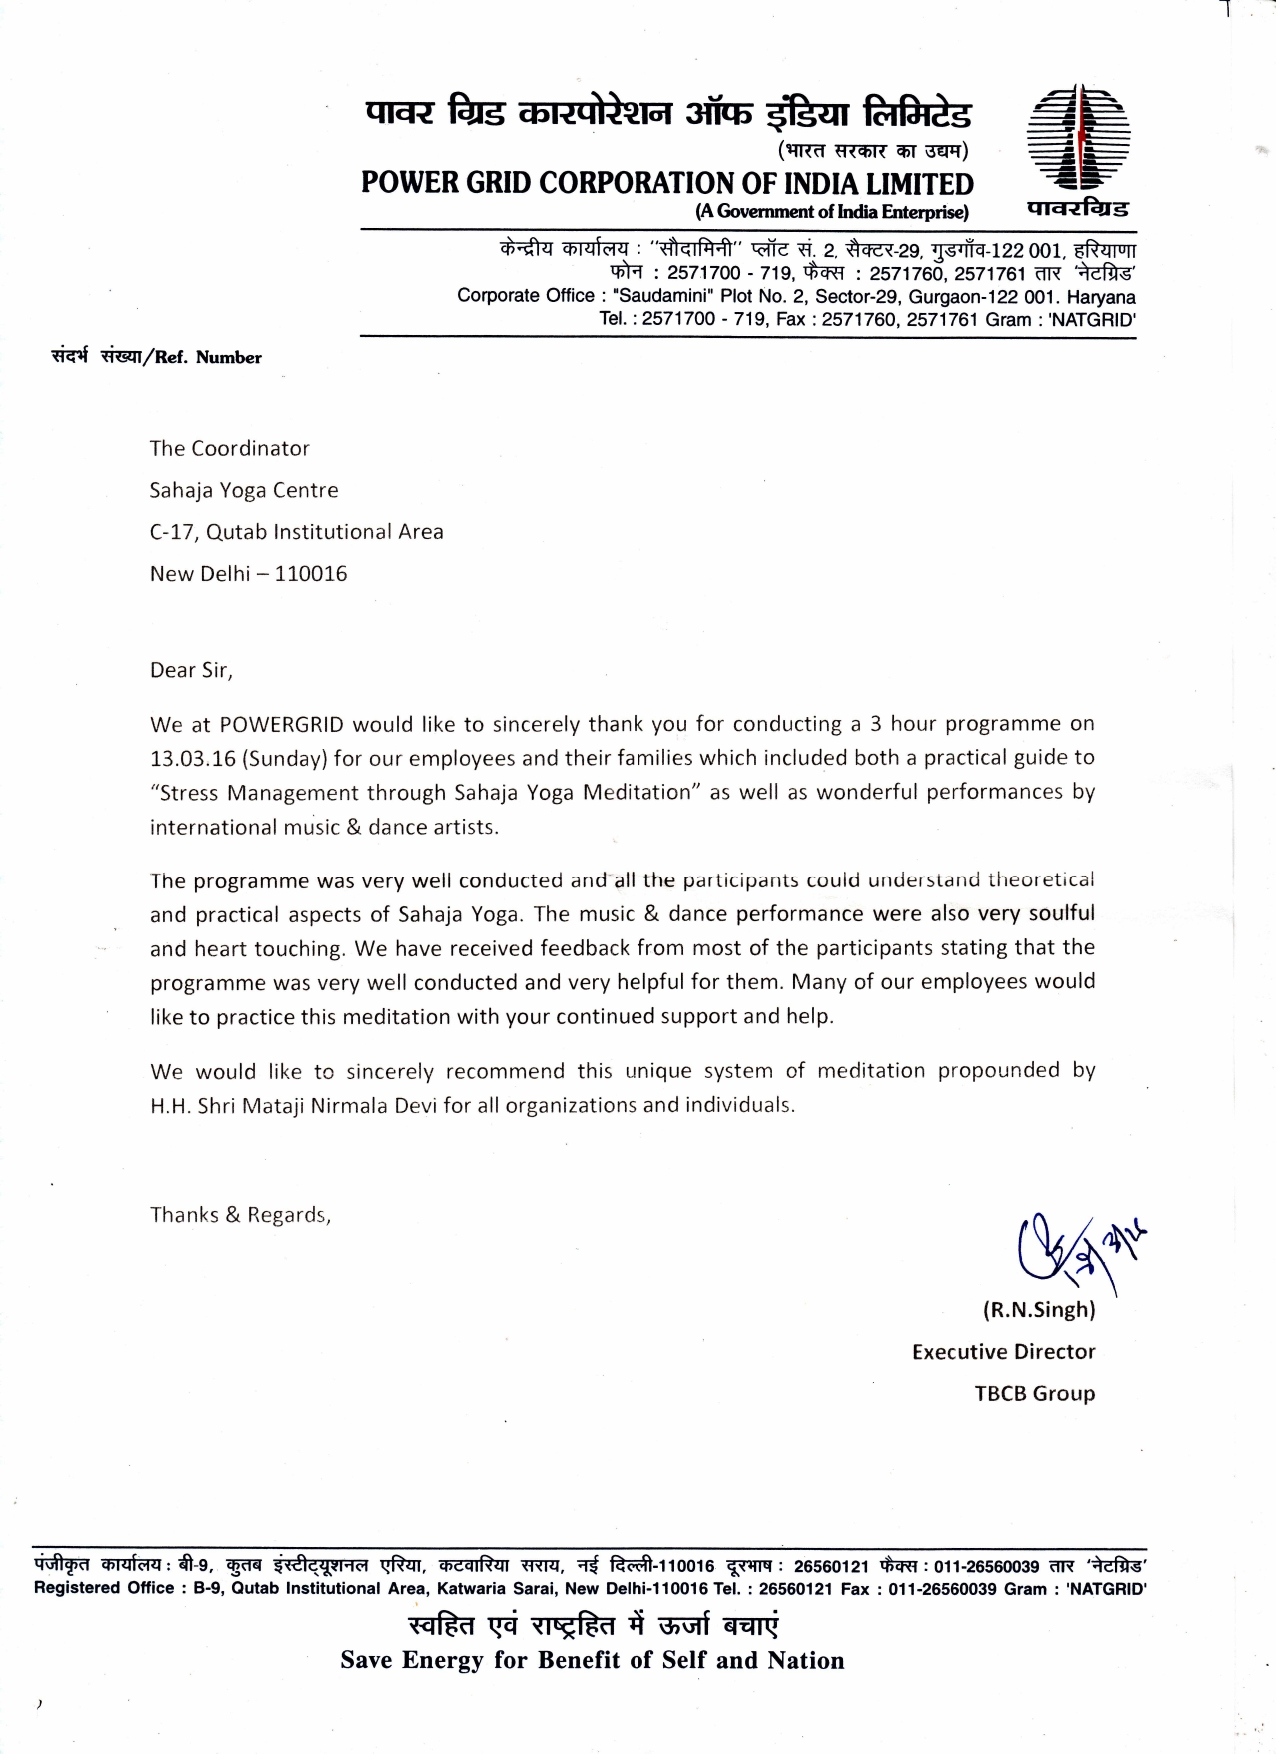 पावर ग्रिड कारपोरेशन ऑफ इंडिया लिमिटेड
(भारत सरकार का उद्यम)
POWER GRID CORPORATION OF INDIA LIMITED
(A Government of India Enterprise)
पावरग्रिड
केन्द्रीय कार्यालय : "सौदामिनी" प्लॉट सं. 2, सैक्टर-29, गुडगाँव-122 001, हरियाणा
फोन : 2571700 - 719, फैक्स : 2571760, 2571761 तार 'नेटग्रिड'
Corporate Office : "Saudamini" Plot No. 2, Sector-29, Gurgaon-122 001. Haryana
Tel. : 2571700 - 719, Fax : 2571760, 2571761 Gram : 'NATGRID'
संदर्भ संख्या/Ref. Number
The Coordinator
Sahaja Yoga Centre
C-17, Qutab Institutional Area
New Delhi – 110016
Dear Sir,
We at POWERGRID would like to sincerely thank you for conducting a 3 hour programme on
13.03.16 (Sunday) for our employees and their families which included both a practical guide to
"Stress Management through Sahaja Yoga Meditation" as well as wonderful performances by
international music & dance artists.
The programme was very well conducted and all the participants could understand theoretical
and practical aspects of Sahaja Yoga. The music & dance performance were also very soulful
and heart touching. We have received feedback from most of the participants stating that the
programme was very well conducted and very helpful for them. Many of our employees would
like to practice this meditation with your continued support and help.
We would like to sincerely recommend this unique system of meditation propounded by
H.H. Shri Mataji Nirmala Devi for all organizations and individuals.
Thanks & Regards,
(R.N.Singh)
Executive Director
TBCB Group
पंजीकृत कार्यालय : बी-9, कुतब इंस्टीट्यूशनल एरिया, कटवारिया सराय, नई दिल्ली-110016 दूरभाष : 26560121 फैक्स : 011-26560039 तार 'नेटग्रिड'
Registered Office : B-9, Qutab Institutional Area, Katwaria Sarai, New Delhi-110016 Tel. : 26560121 Fax : 011-26560039 Gram : 'NATGRID'
स्वहित एवं राष्ट्रहित में ऊर्जा बचाएं
Save Energy for Benefit of Self and Nation